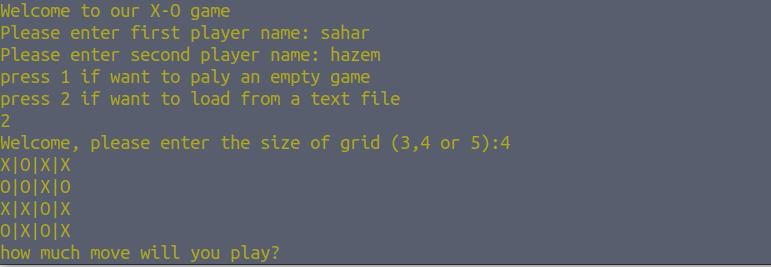 Welcome to our X-O game
Please enter first player name: sahar
Please enter second player name: hazem
press 1 if want to paly an empty game
press 2 if want to load from a text file
2
Welcome, please enter the size of grid (3,4 or 5):4
X|O|X|X
O|O|X|O
X|X|O|X
O|X|O|X
how much move will you play?